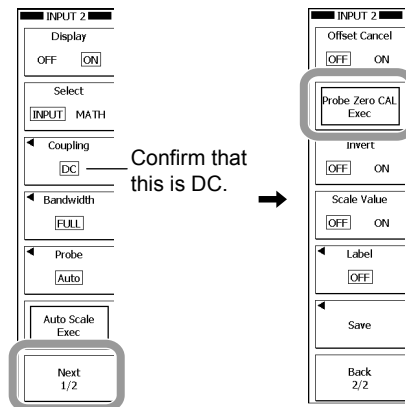 INPUT 2
Display
OFF ON
Select
INPUT MATH
Coupling
DC
Bandwidth
FULL
Probe
Auto
Auto Scale
Exec
Next
1/2
Confirm that
this is DC.
INPUT 2
Offset Cancel
OFF ON
Probe Zero CAL
Exec
Invert
OFF ON
Scale Value
OFF ON
Label
OFF
Save
Back
2/2